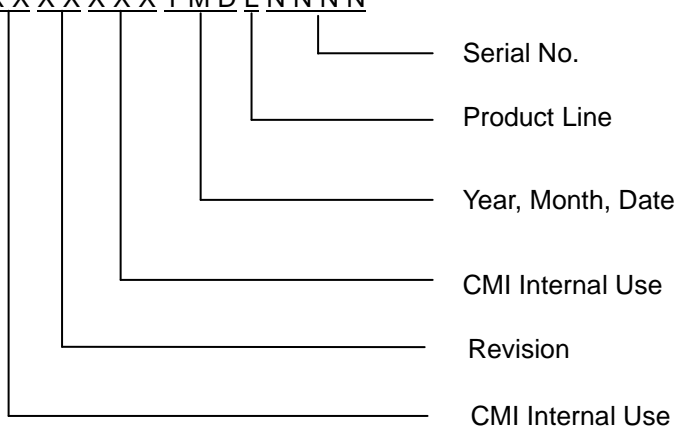 X X X X X X X Y M D L N N N N
Serial No.
Product Line
Year, Month, Date
CMI Internal Use
Revision
CMI Internal Use